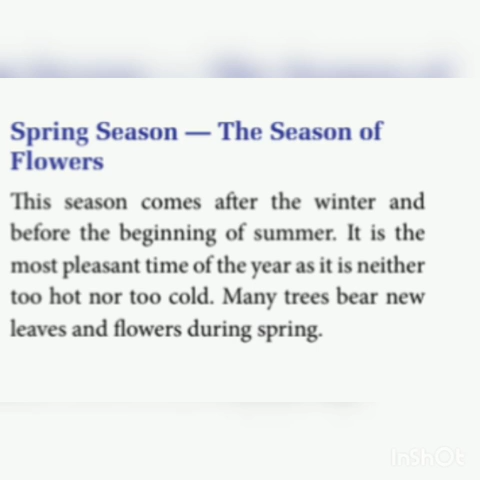 Spring Season — The Season of
Flowers
This season comes after the winter and
before the beginning of summer. It is the
most pleasant time of the year as it is neither
too hot nor too cold. Many trees bear new
leaves and flowers during spring.
InShOt